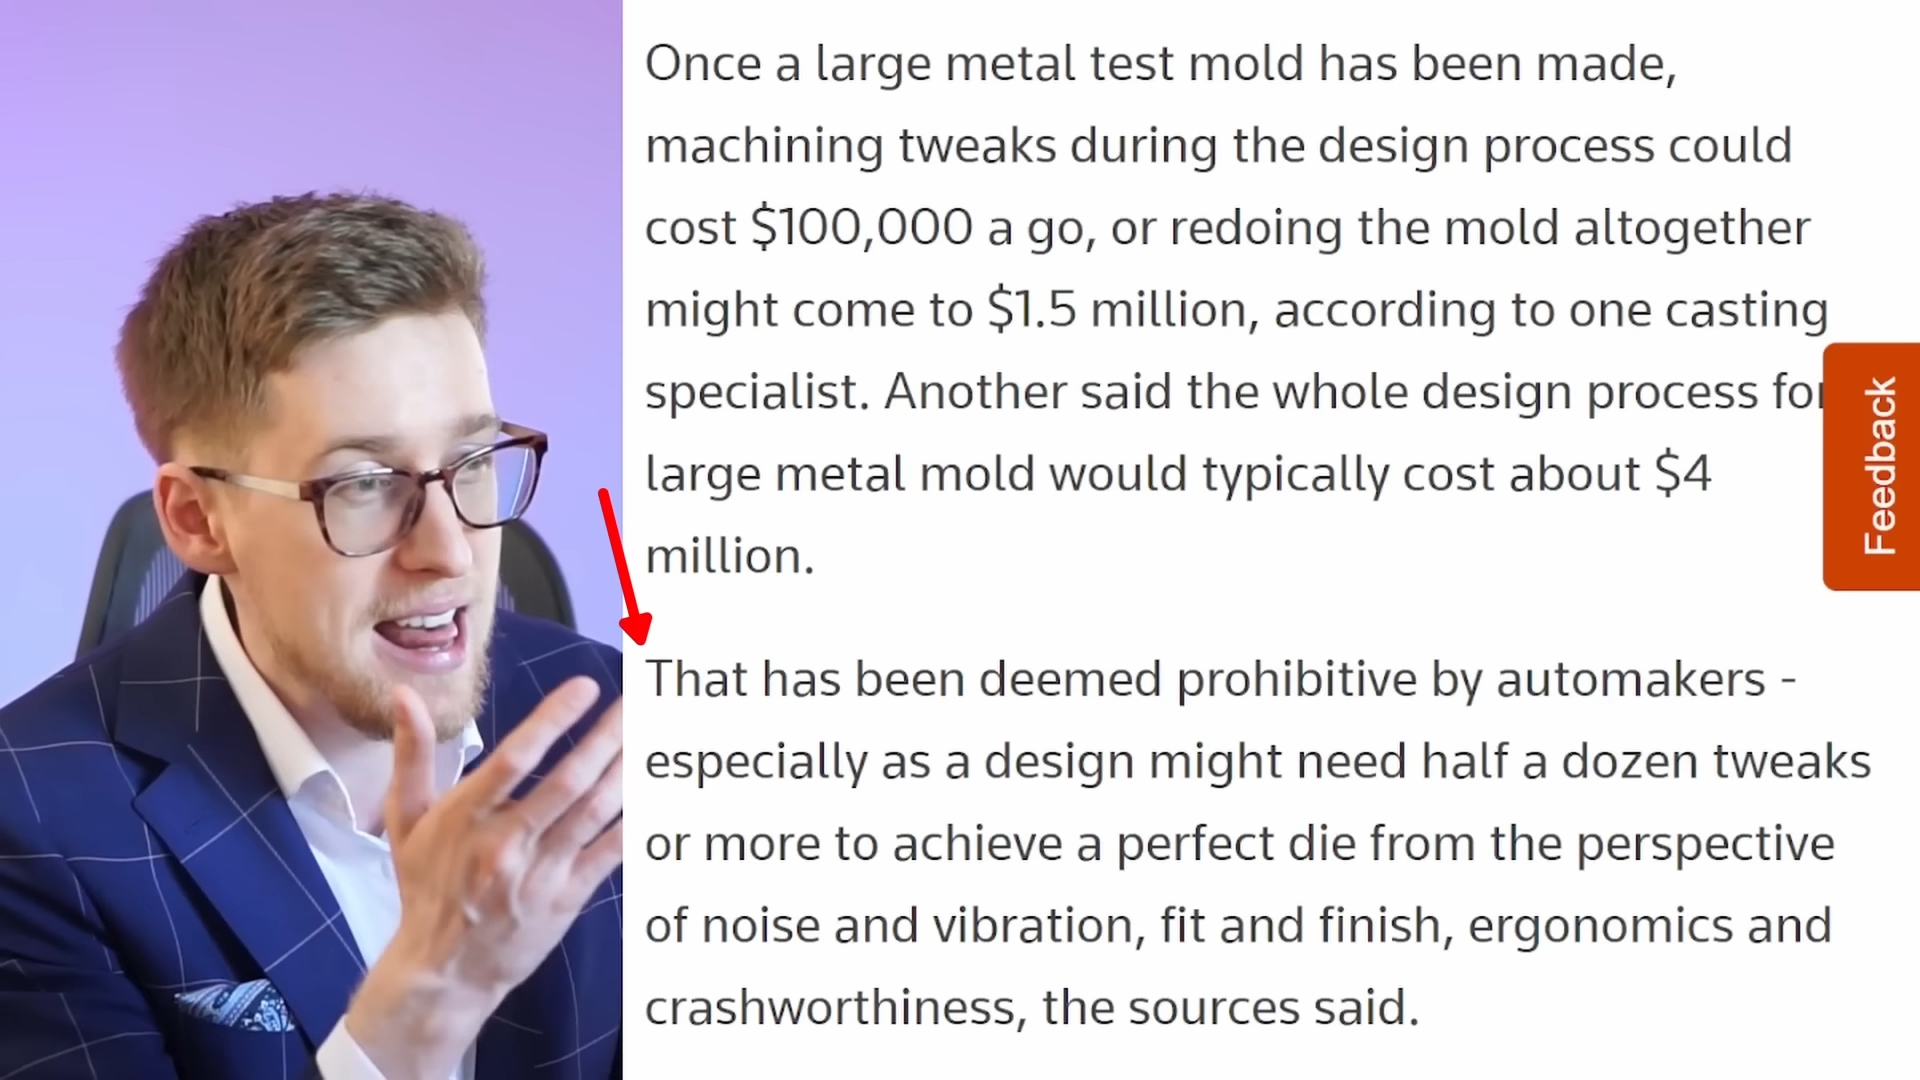 Once a large metal test mold has been made,
machining tweaks during the design process could
cost $100,000 a go, or redoing the mold altogether
might come to $1.5 million, according to one casting
specialist. Another said the whole design process for
large metal mold would typically cost about $4
million.
That has been deemed prohibitive by automakers -
especially as a design might need half a dozen tweaks
or more to achieve a perfect die from the perspective
of noise and vibration, fit and finish, ergonomics and
crashworthiness, the sources said.
Feedback